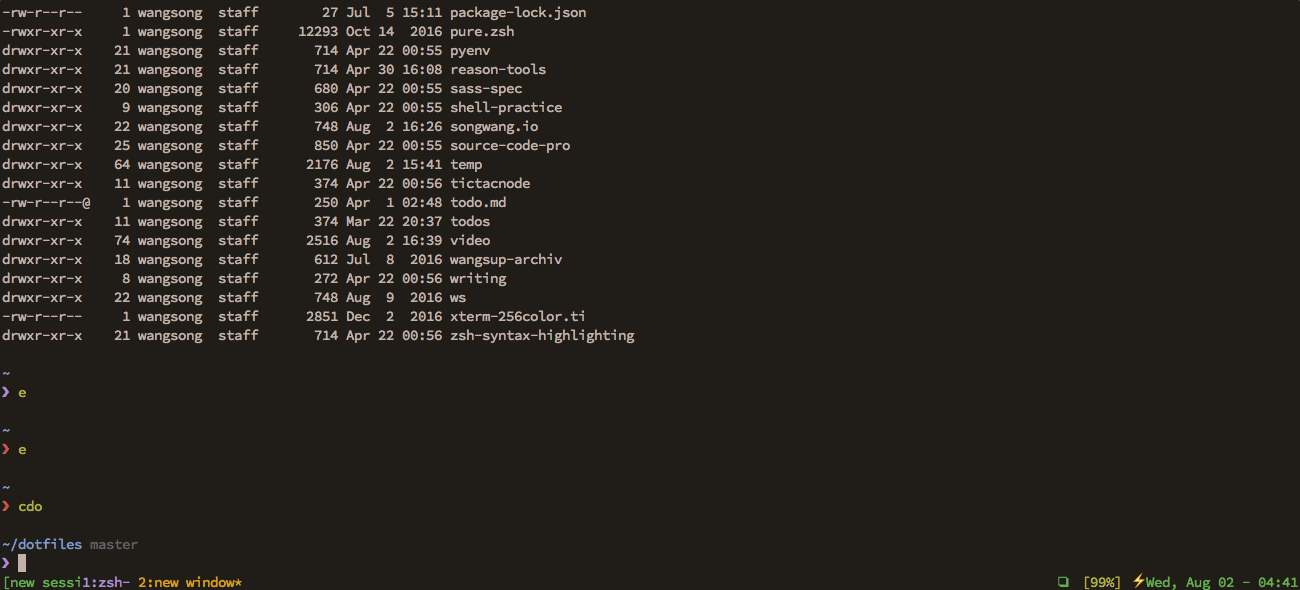 -rw-r--r--     1 wangsong  staff        27 Jul  5 15:11 package-lock.json
-rwxr-xr-x     1 wangsong  staff     12293 Oct 14  2016 pure.zsh
drwxr-xr-x    21 wangsong  staff       714 Apr 22 00:55 pyenv
drwxr-xr-x    21 wangsong  staff       714 Apr 30 16:08 reason-tools
drwxr-xr-x    20 wangsong  staff       680 Apr 22 00:55 sass-spec
drwxr-xr-x     9 wangsong  staff       306 Apr 22 00:55 shell-practice
drwxr-xr-x    22 wangsong  staff       748 Aug  2 16:26 songwang.io
drwxr-xr-x    25 wangsong  staff       850 Apr 22 00:55 source-code-pro
drwxr-xr-x    64 wangsong  staff      2176 Aug  2 15:41 temp
drwxr-xr-x    11 wangsong  staff       374 Apr 22 00:56 tictacnode
-rw-r--r--@    1 wangsong  staff       250 Apr  1 02:48 todo.md
drwxr-xr-x    11 wangsong  staff       374 Mar 22 20:37 todos
drwxr-xr-x    74 wangsong  staff      2516 Aug  2 16:39 video
drwxr-xr-x    18 wangsong  staff       612 Jul  8  2016 wangsup-archiv
drwxr-xr-x     8 wangsong  staff       272 Apr 22 00:56 writing
drwxr-xr-x    22 wangsong  staff       748 Aug  9  2016 ws
-rw-r--r--     1 wangsong  staff      2851 Dec  2  2016 xterm-256color.ti
drwxr-xr-x    21 wangsong  staff       714 Apr 22 00:56 zsh-syntax-highlighting
~
❯ e
~
❯ e
~
❯ cdo
~/dotfiles master
❯
[new sessi1:zsh- 2:new window* ❏ [99%] ⚡Wed, Aug 02 - 04:41